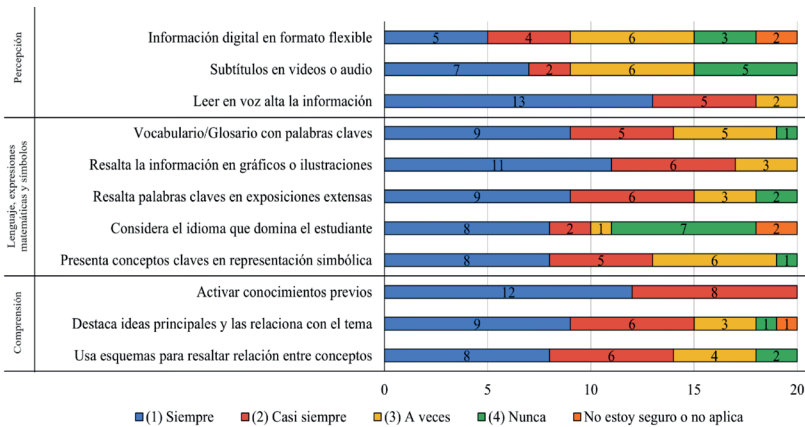 Percepción
Información digital en formato flexible 5 4 6 3 2
Subtítulos en videos o audio 7 2 6 5
Leer en voz alta la información 13 5 2
Lenguaje, expresiones
matemáticas y simbolos
Vocabulario/Glosario con palabras claves 9 5 5 1
Resalta la información en gráficos o ilustraciones 11 6 3
Resalta palabras claves en exposiciones extensas 9 6 3 2
Considera el idioma que domina el estudiante 8 2 1 7 2
Presenta conceptos claves en representación simbólica 8 5 6 1
Comprensión
Activar conocimientos previos 12 8
Destaca ideas principales y las relaciona con el tema 9 6 3 1 1
Usa esquemas para resaltar relación entre conceptos 8 6 4 2
0 5 10 15 20
(1) Siempre (2) Casi siempre (3) A veces (4) Nunca No estoy seguro o no aplica